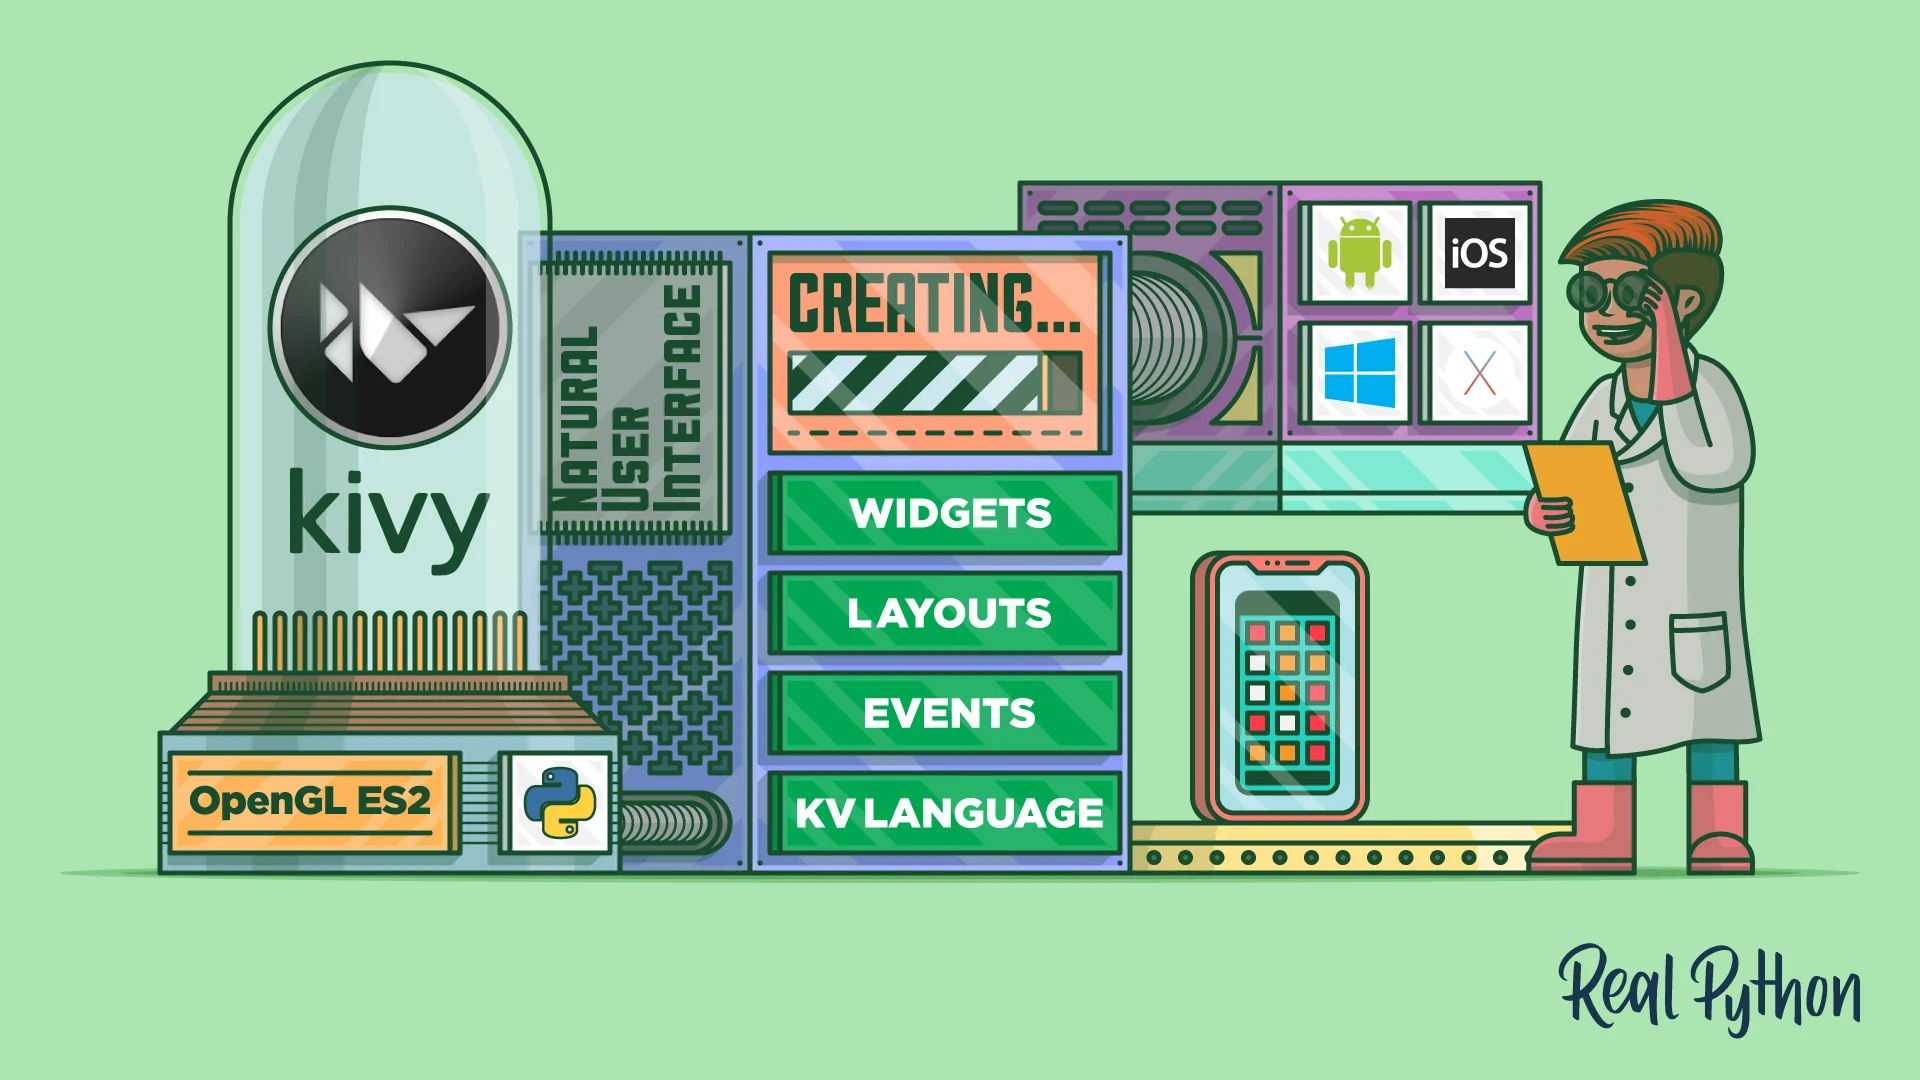 kivy
OpenGL ES2
NATURAL
USER
INTERFACE
CREATING...
WIDGETS
LAYOUTS
EVENTS
KV LANGUAGE
iOS
X
Real Python